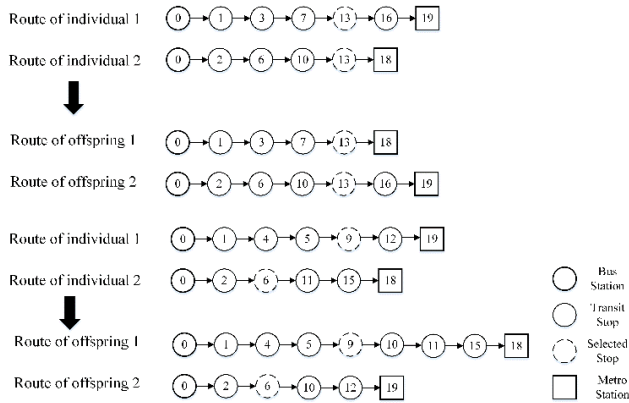 Route of individual 1 0 1 3 7 13 16 19
Route of individual 2 0 2 6 10 13 18
Route of offspring 1 0 1 3 7 13 18
Route of offspring 2 0 2 6 10 13 16 19
Route of individual 1 0 1 4 5 9 12 19
Route of individual 2 0 2 6 11 15 18
Route of offspring 1 0 1 4 5 9 10 11 15 18
Route of offspring 2 0 2 6 10 12 19
Bus
Station
Transit
Stop
Selected
Stop
Metro
Station